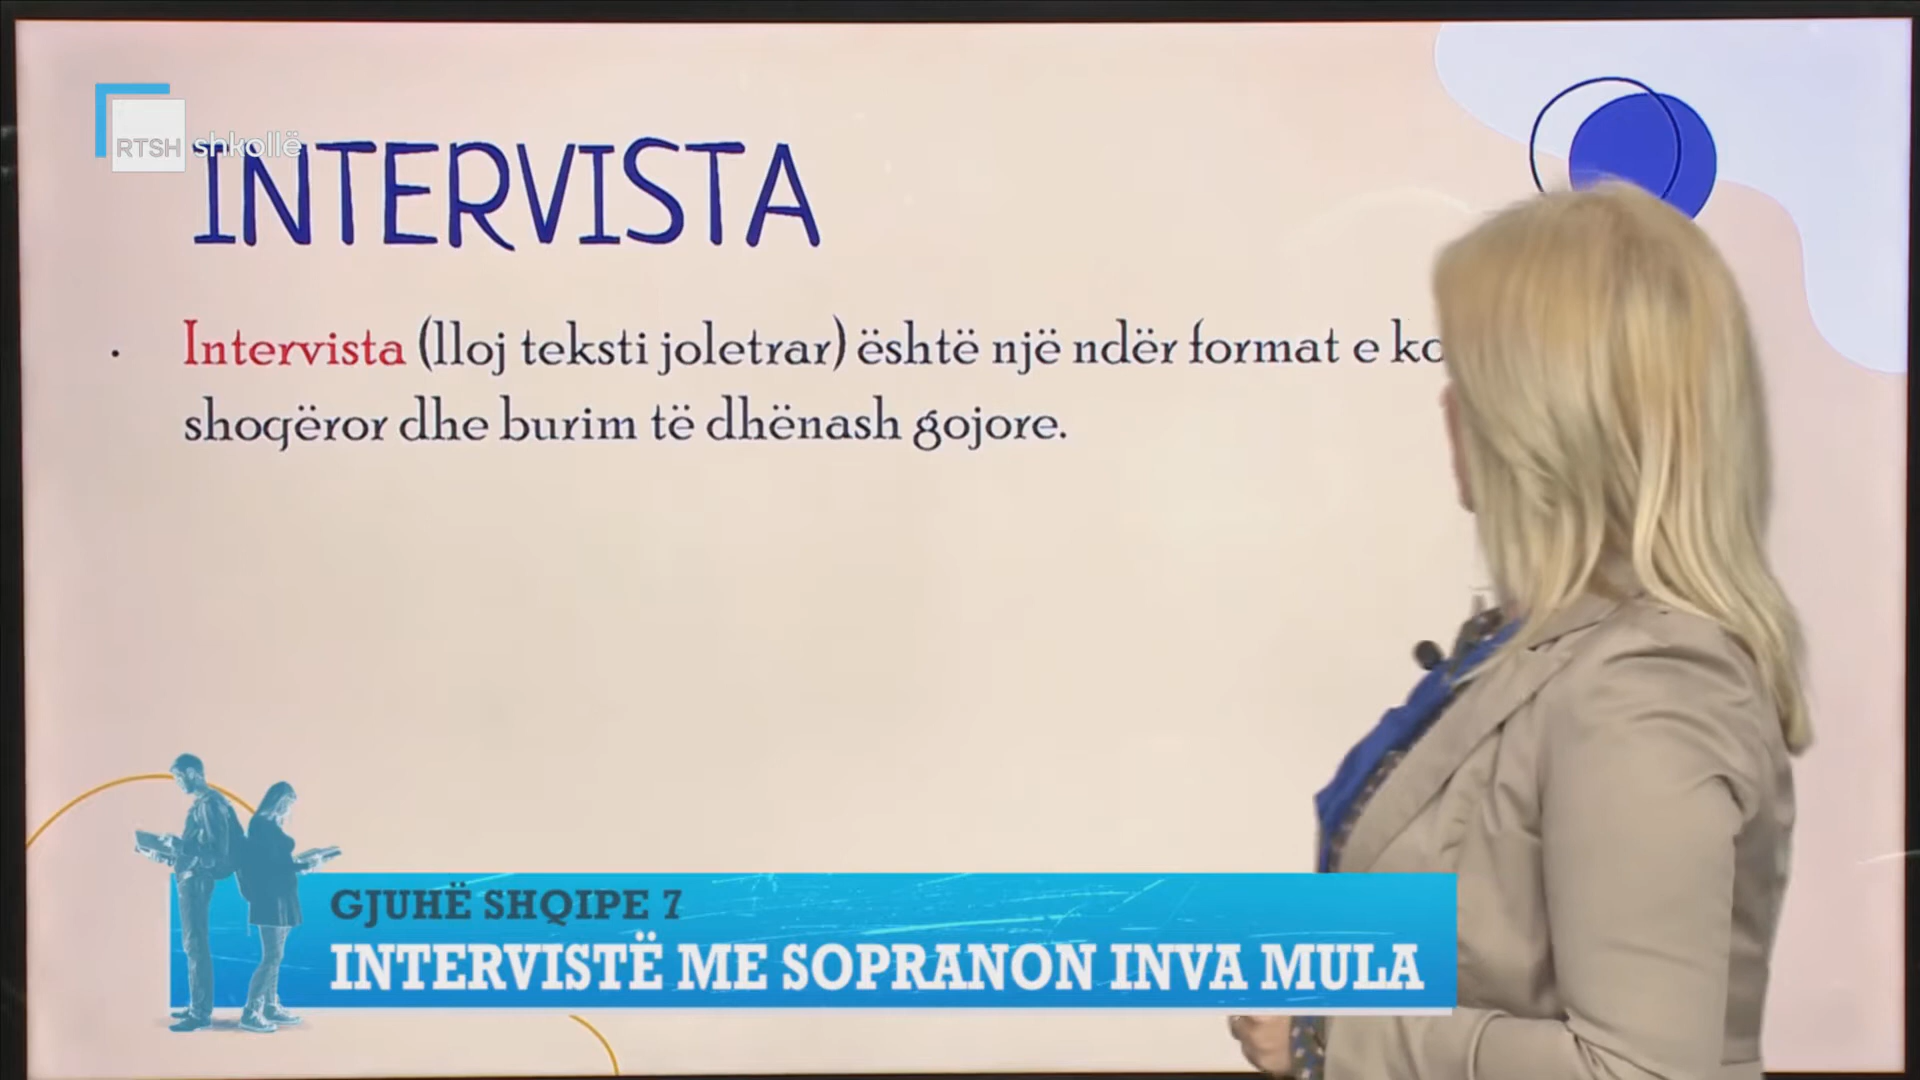 RTSH shkollë
INTERVISTA
• Intervista (lloj teksti joletrar) është një ndër format e
shoqëror dhe burim të dhënash gojore.
GJUHË SHQIPE 7
INTERVISTË ME SOPRANON INVA MULA